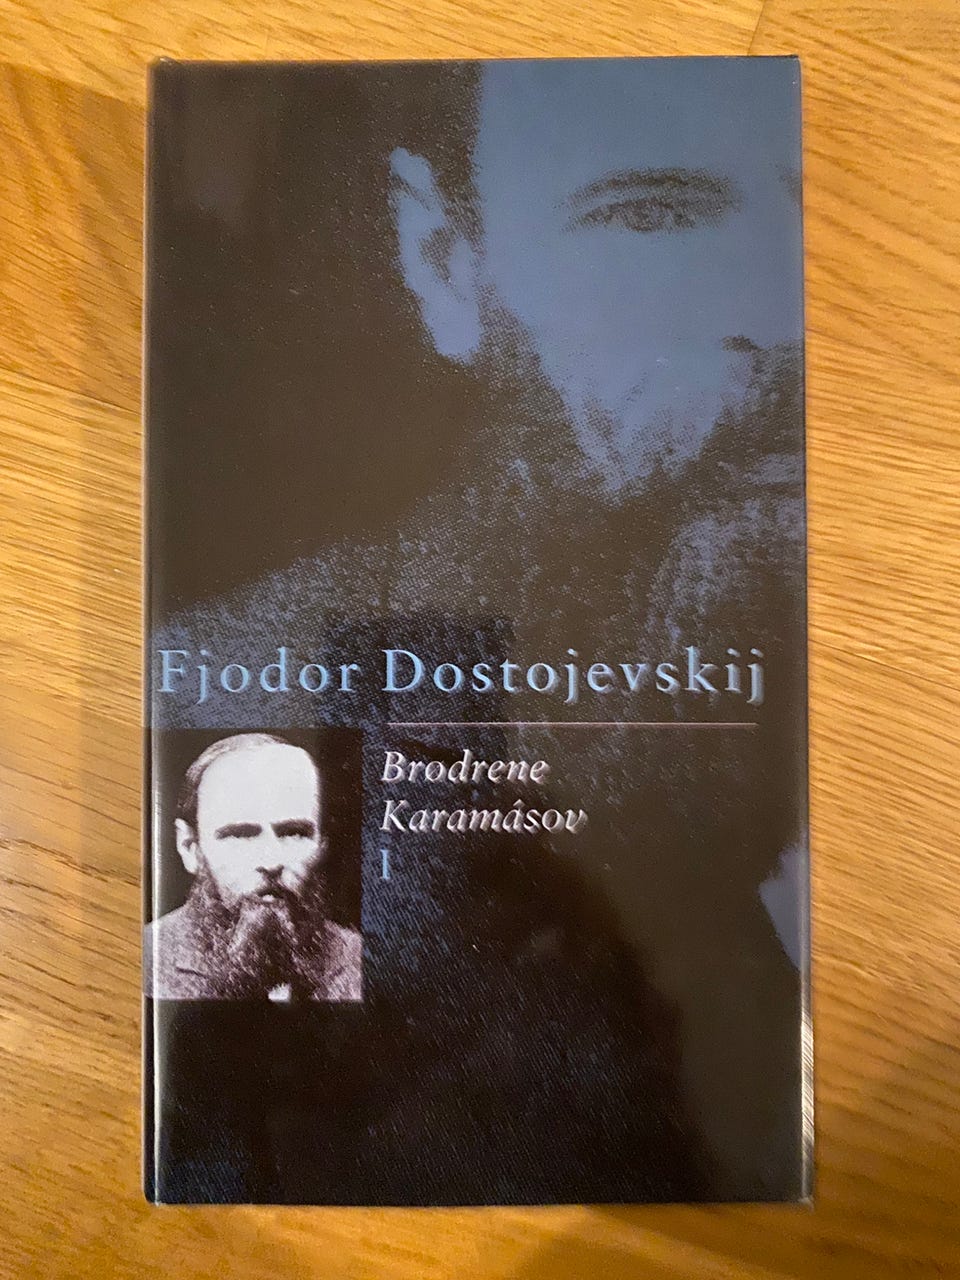 Fjodor Dostojevskij
Brødrene
Karamásov
I